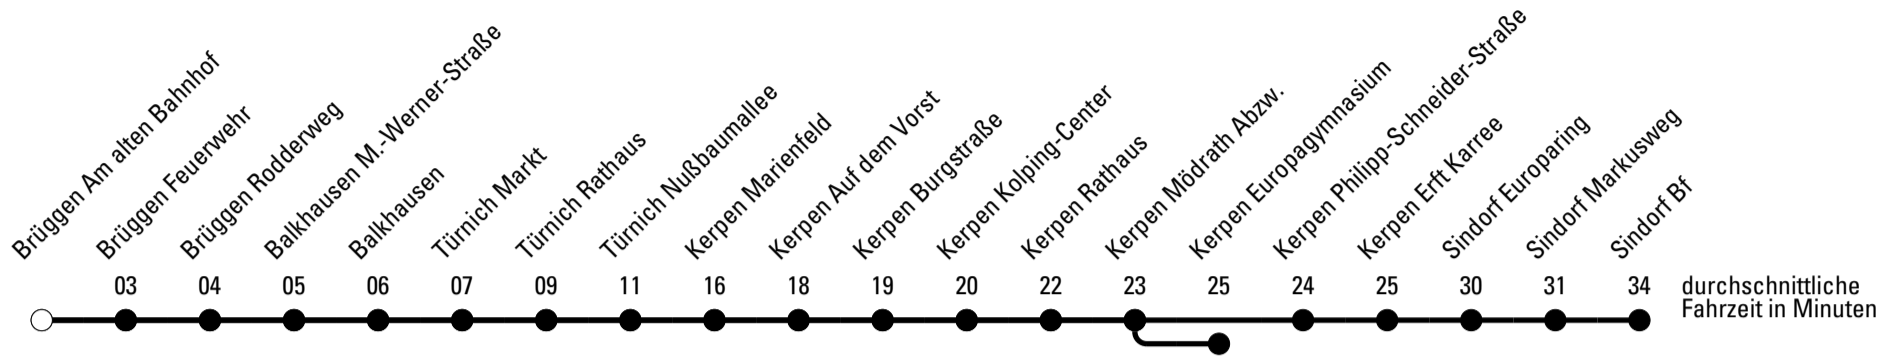 Brüggen Am alten Bahnhof
Brüggen Feuerwehr
Brüggen Rodderweg
Balkhausen M.-Werner-Straße
Balkhausen
Türnich Markt
Türnich Rathaus
Türnich Nußbaumallee
Kerpen Marienfeld
Kerpen Auf dem Vorst
Kerpen Burgstraße
Kerpen Kolping-Center
Kerpen Rathaus
Kerpen Mödrath Abzw.
Kerpen Europagymnasium
Kerpen Philipp-Schneider-Straße
Kerpen Erft Karree
Sindorf Europaring
Sindorf Markusweg
Sindorf Bf
03 04 05 06 07 09 11 16 18 19 20 22 23 25 24 25 30 31 34
durchschnittliche
Fahrzeit in Minuten